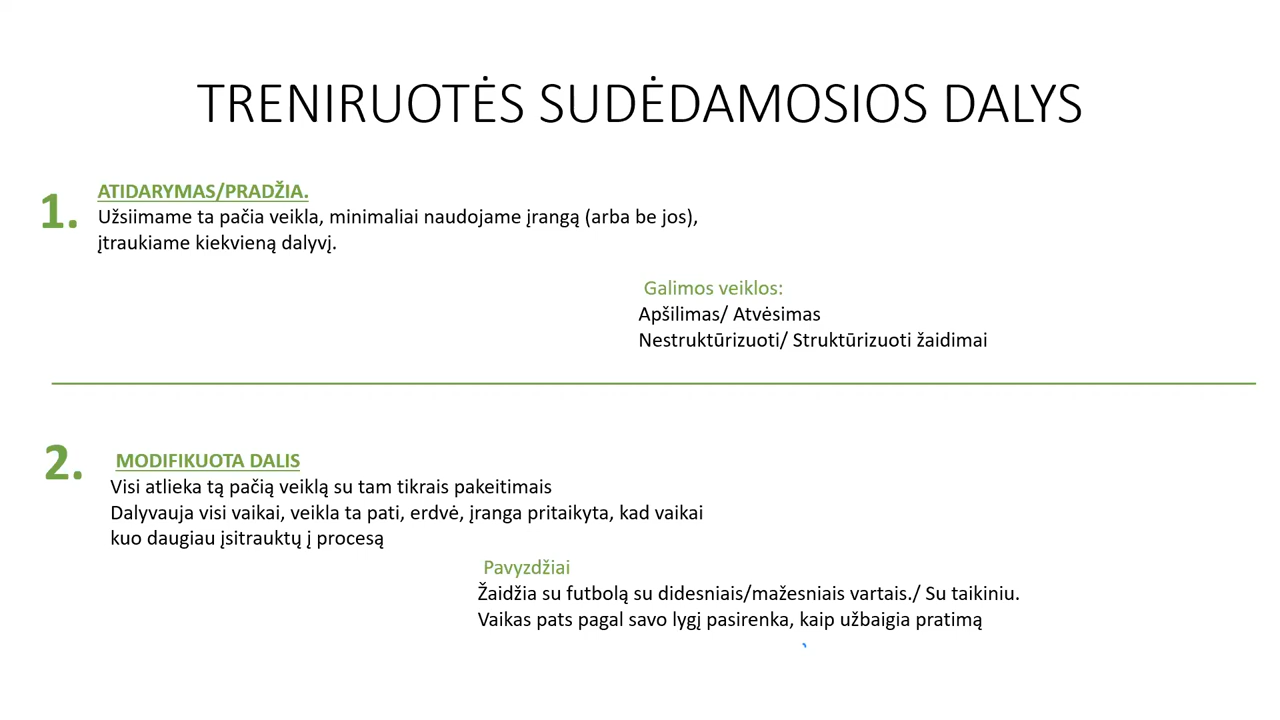 TRENIRUOTĖS SUDĖDAMOSIOS DALYS
1.
ATIDARYMAS/PRADŽIA.
Užsiimame ta pačia veikla, minimaliai naudojame įrangą (arba be jos),
įtraukiame kiekvieną dalyvį.
Galimos veiklos:
Apšilimas/ Atvėsimas
Nestruktūrizuoti/ Struktūrizuoti žaidimai
2.
MODIFIKUOTA DALIS
Visi atlieka tą pačią veiklą su tam tikrais pakeitimais
Dalyvauja visi vaikai, veikla ta pati, erdvė, įranga pritaikyta, kad vaikai
kuo daugiau įsitrauktų į procesą
Pavyzdžiai
Žaidžia su futbolą su didesniais/mažesniais vartais./ Su taikiniu.
Vaikas pats pagal savo lygį pasirenka, kaip užbaigia pratimą